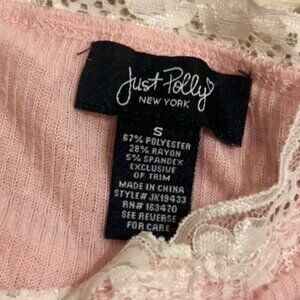 Just Polly
NEW YORK
S
67% POLYESTER
28% RAYON
5% SPANDEX
EXCLUSIVE
OF TRIM
MADE IN CHINA
STYLE# JK19433
RN# 163470
SEE REVERSE
FOR CARE